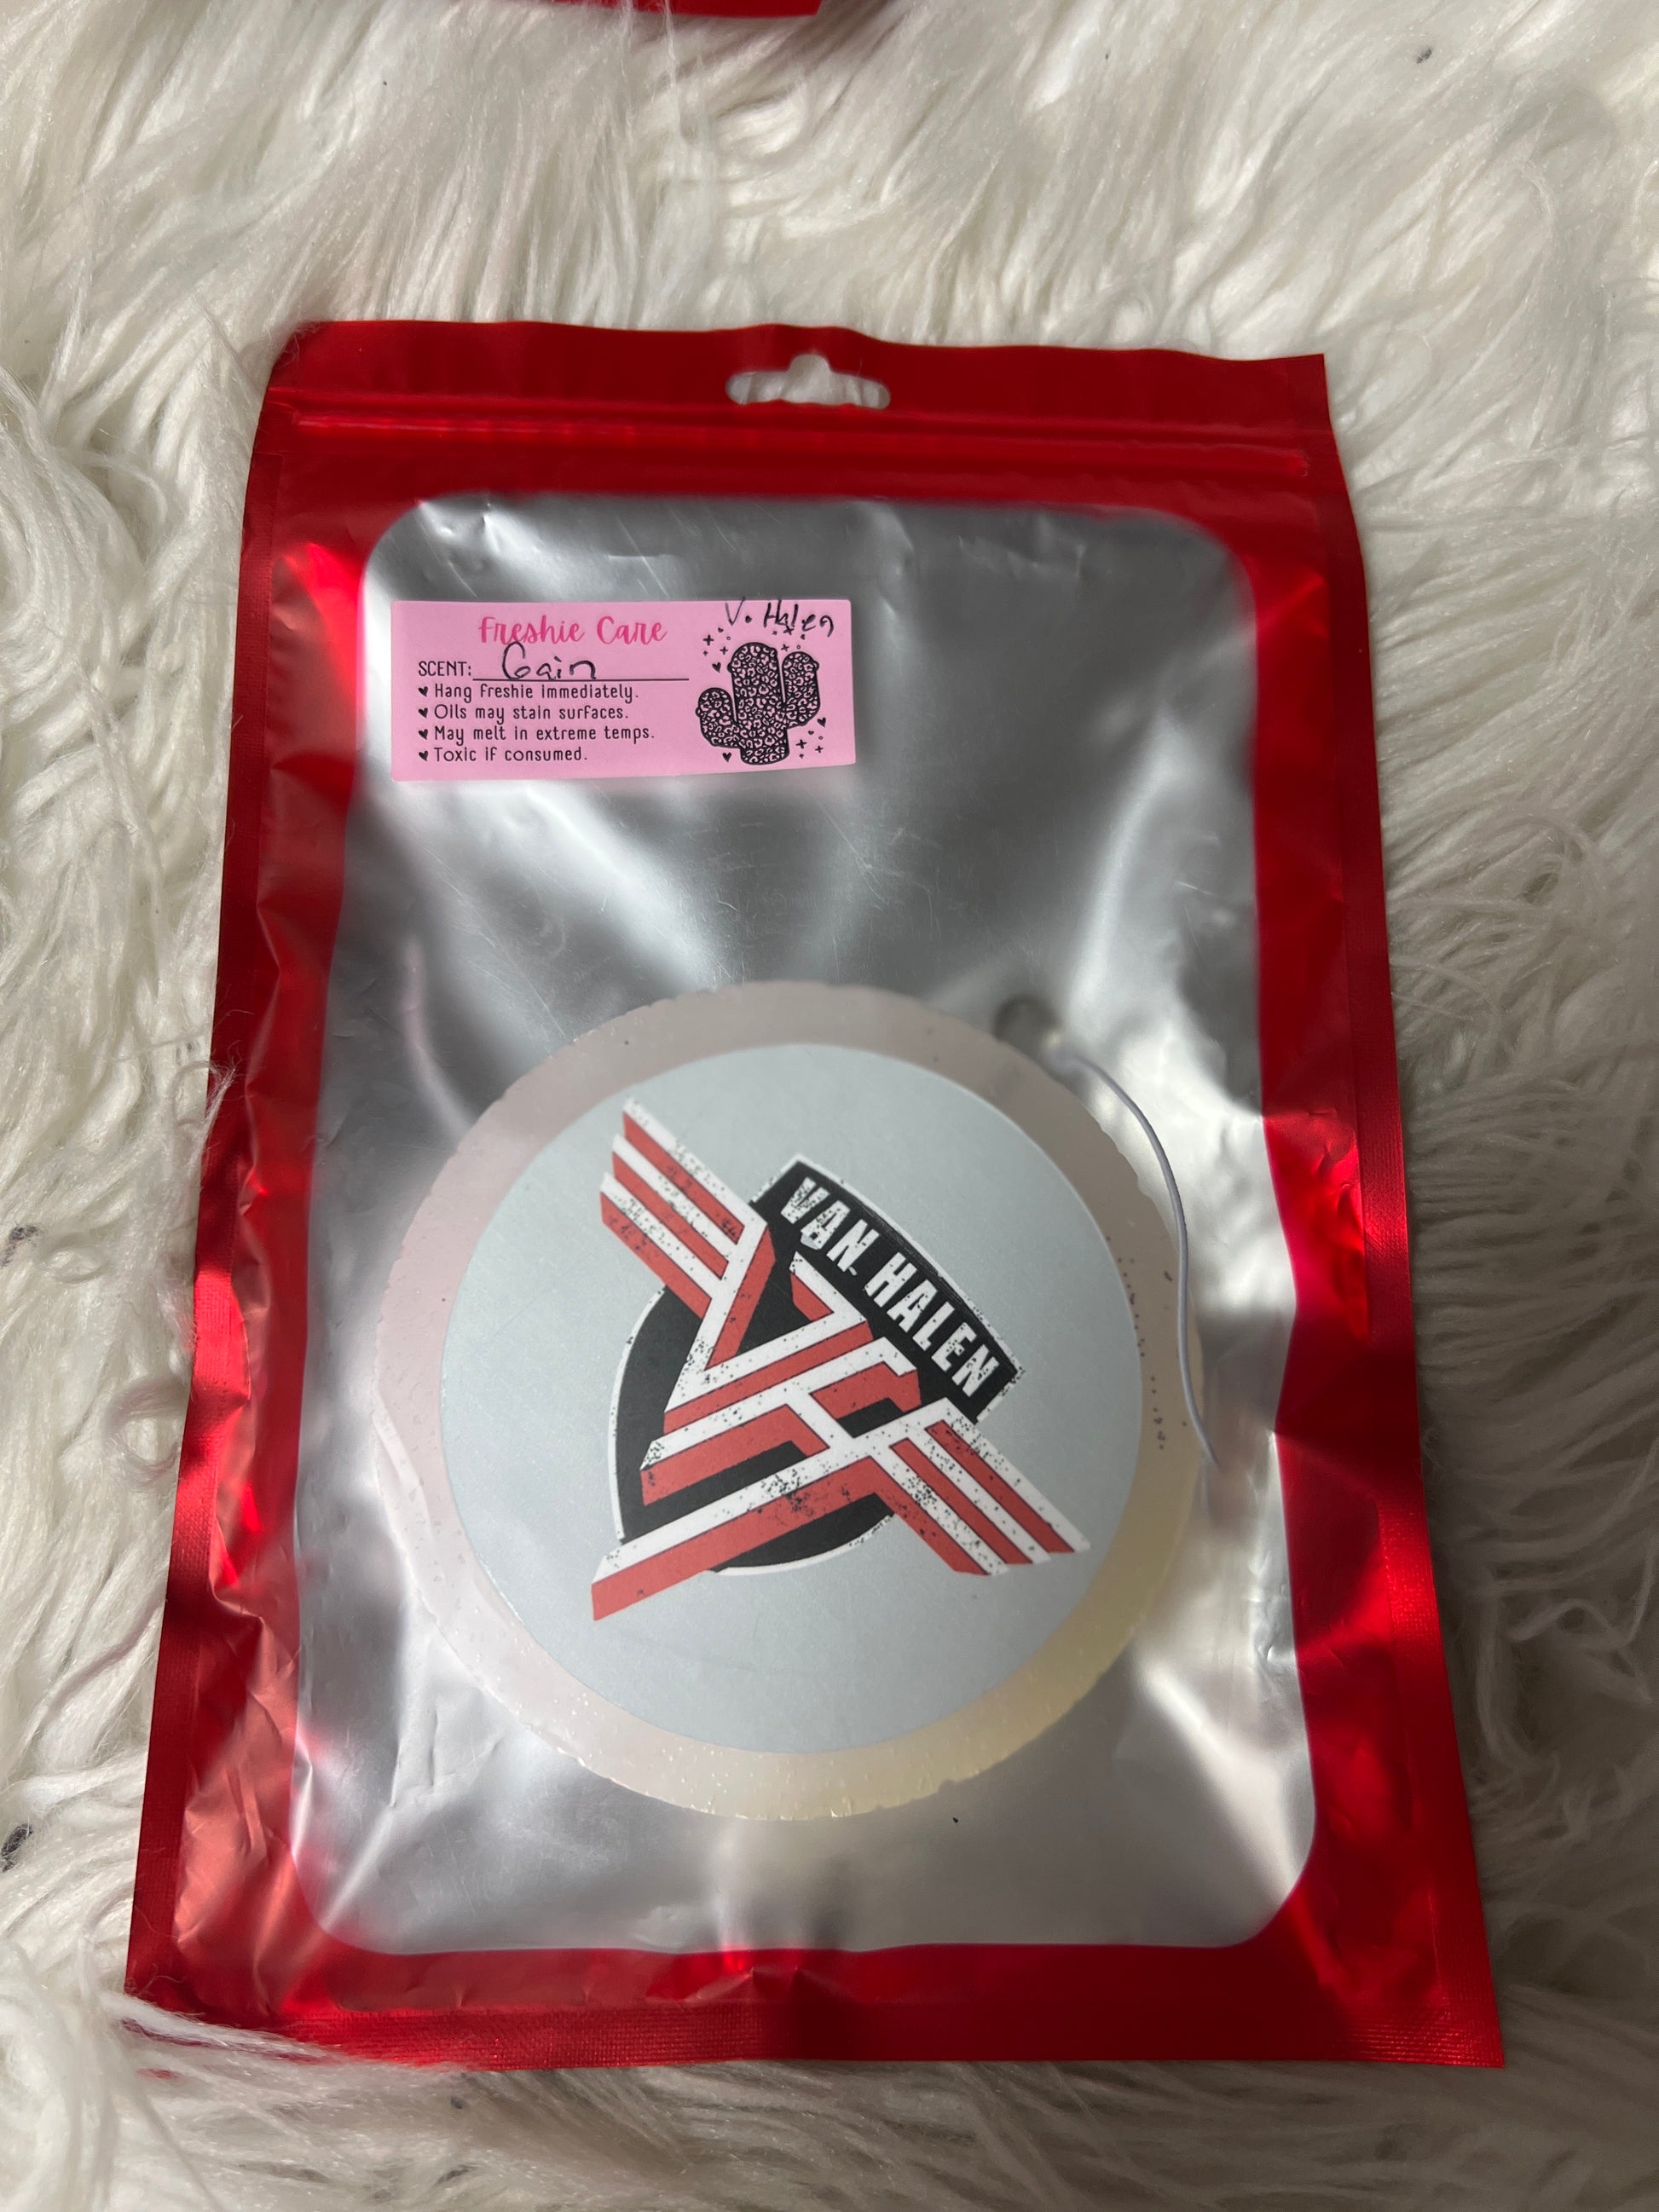 V. Halen
Freshie Care
SCENT: Gain
♥ Hang freshie immediately.
♥ Oils may stain surfaces.
♥ May melt in extreme temps.
♥ Toxic if consumed.
VAN HALEN